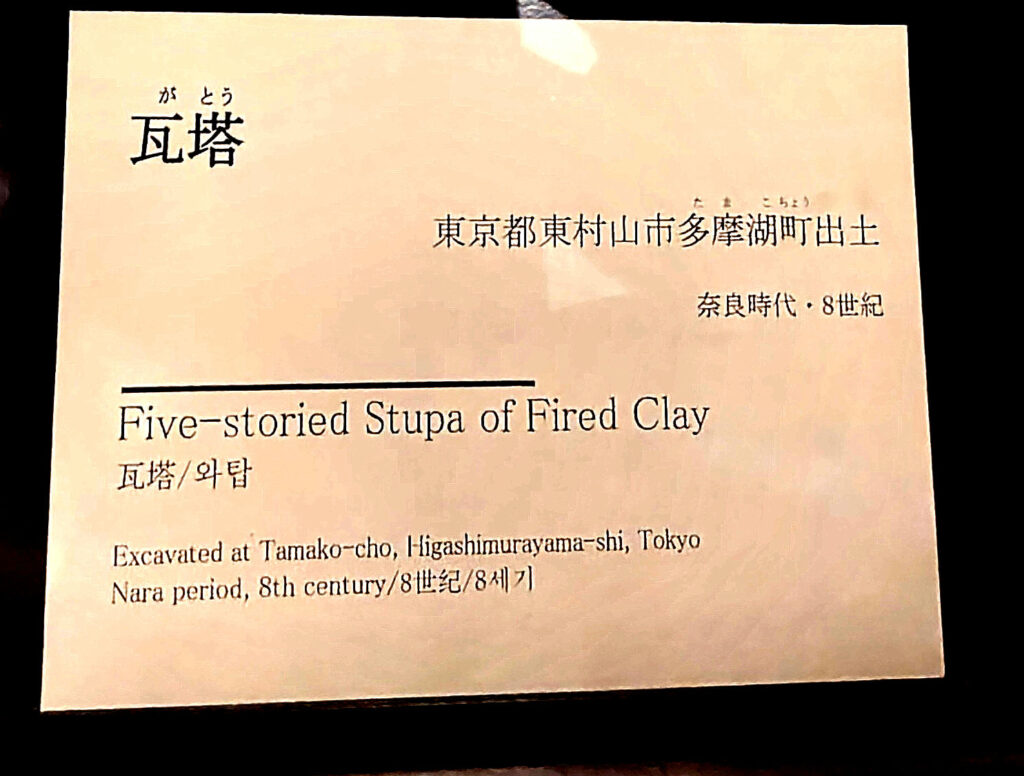 が とう
瓦塔
たまこちょう
東京都東村山市多摩湖町出土
奈良時代・8世紀
Five-storied Stupa of Fired Clay
瓦塔/와탑
Excavated at Tamako-cho, Higashimurayama-shi, Tokyo
Nara period, 8th century/8世纪/8세기